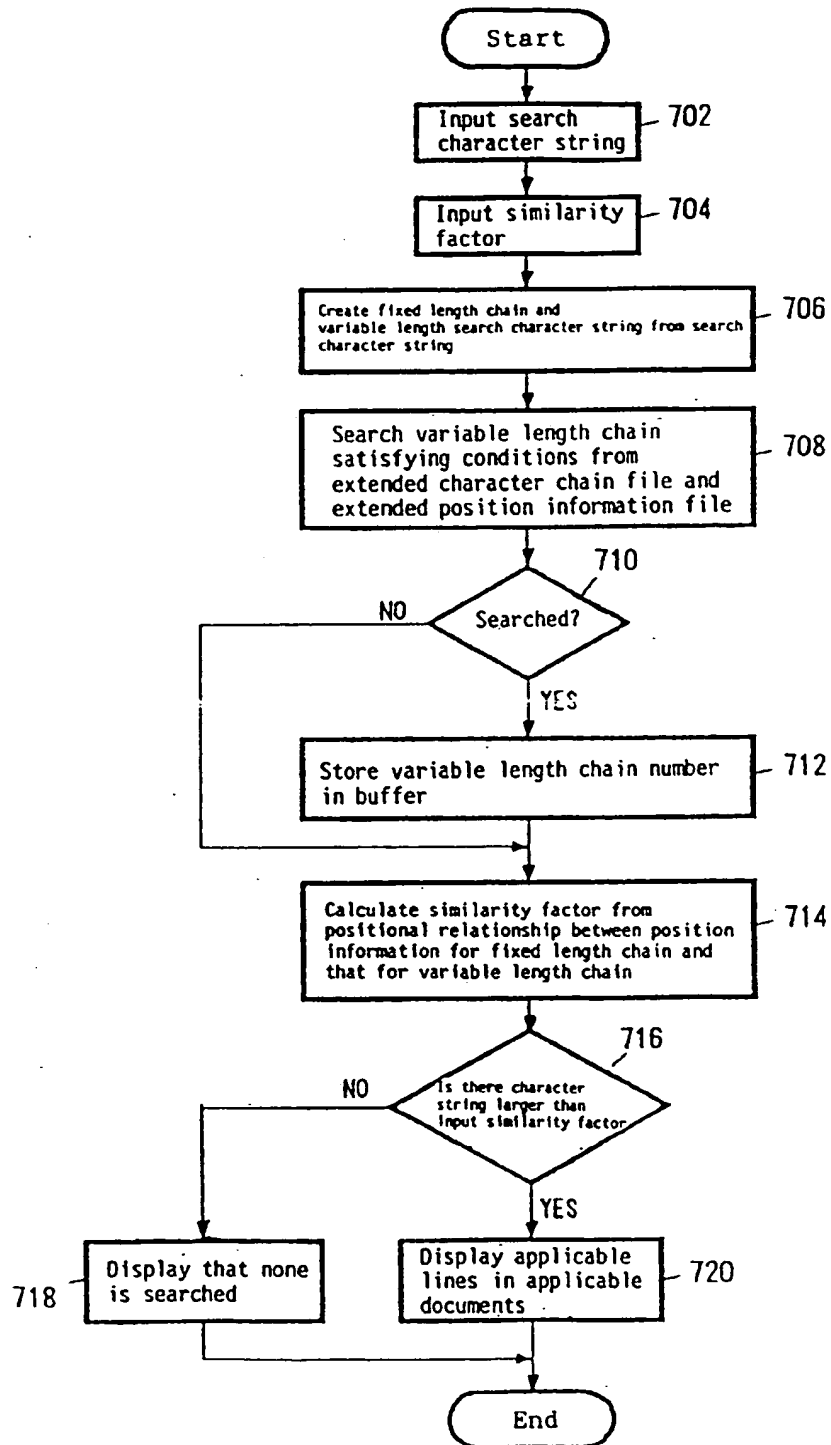 Start
Input search
character string
702
Input similarity
factor
704
Create fixed length chain and
variable length search character string from search
character string
706
Search variable length chain
satisfying conditions from
extended character chain file and
extended position information file
708
710
Searched?
NO
YES
Store variable length chain number
in buffer
712
Calculate similarity factor from
positional relationship between position
information for fixed length chain and
that for variable length chain
714
716
Is there character
string larger than
input similarity factor
NO
YES
Display that none
is searched
718
Display applicable
lines in applicable
documents
720
End